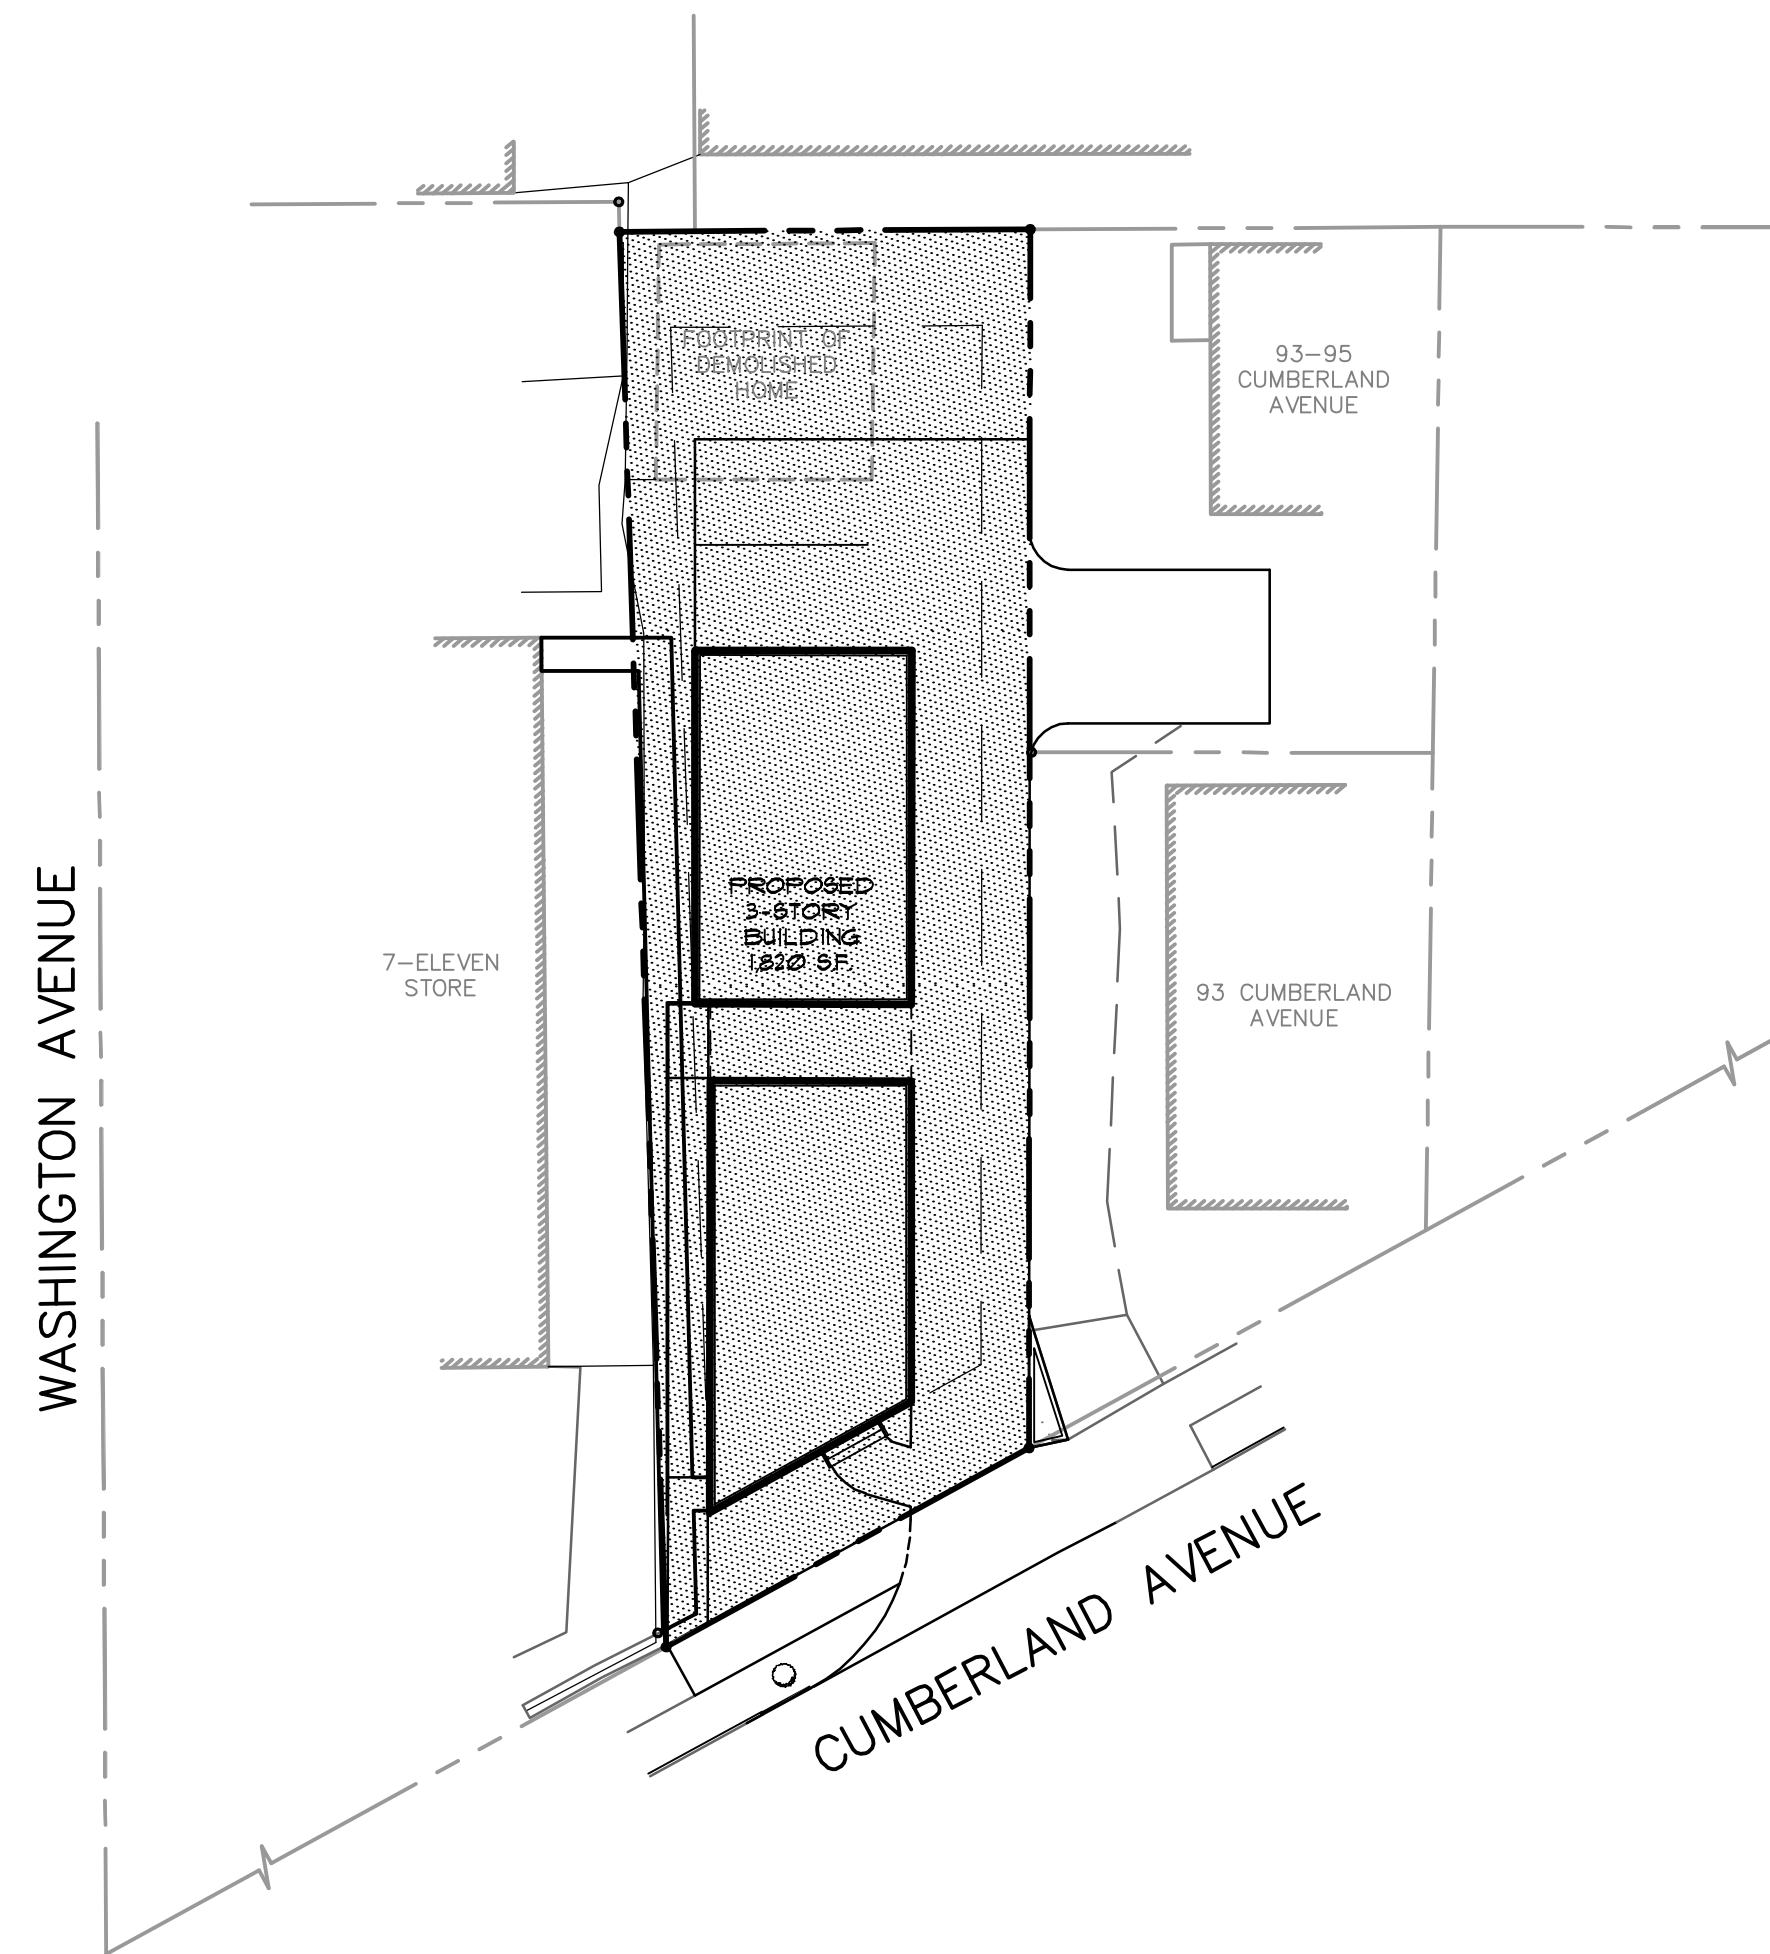 FOOTPRINT OF
DEMOLISHED
HOME
93-95
CUMBERLAND
AVENUE
PROPOSED
3-STORY
BUILDING
1,820 S.F.
7-ELEVEN
STORE
93 CUMBERLAND
AVENUE
WASHINGTON AVENUE
CUMBERLAND AVENUE